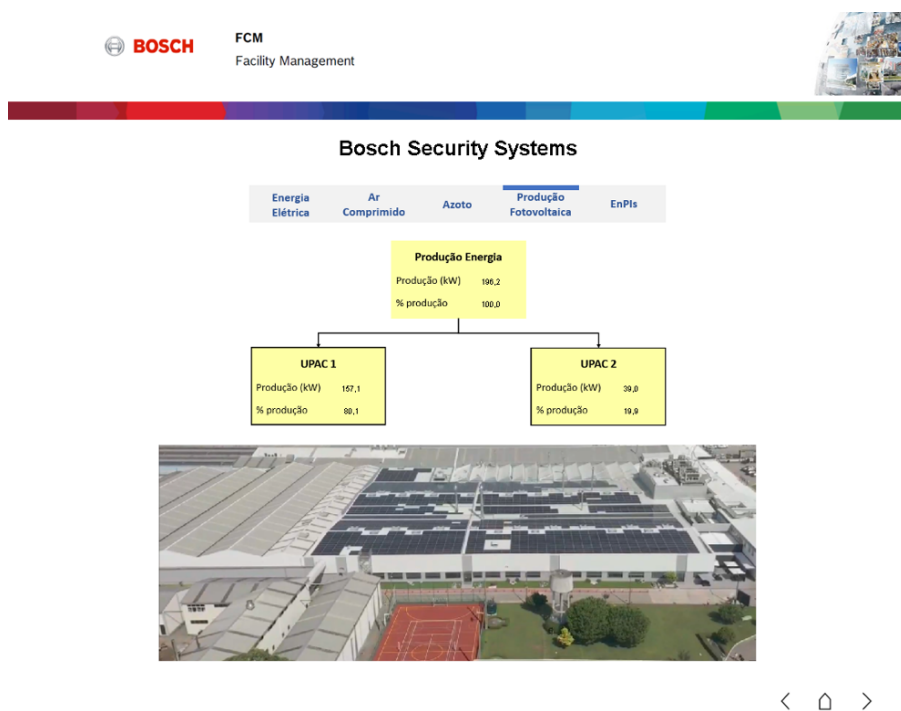 BOSCH
FCM
Facility Management
Bosch Security Systems
Energia
Elétrica
Ar
Comprimido
Azoto
Produção
Fotovoltaica
EnPIs
Produção Energia
Produção (kW) 196,2
% produção 100,0
UPAC 1
Produção (kW) 157,1
% produção 80,1
UPAC 2
Produção (kW) 39,0
% produção 19,9